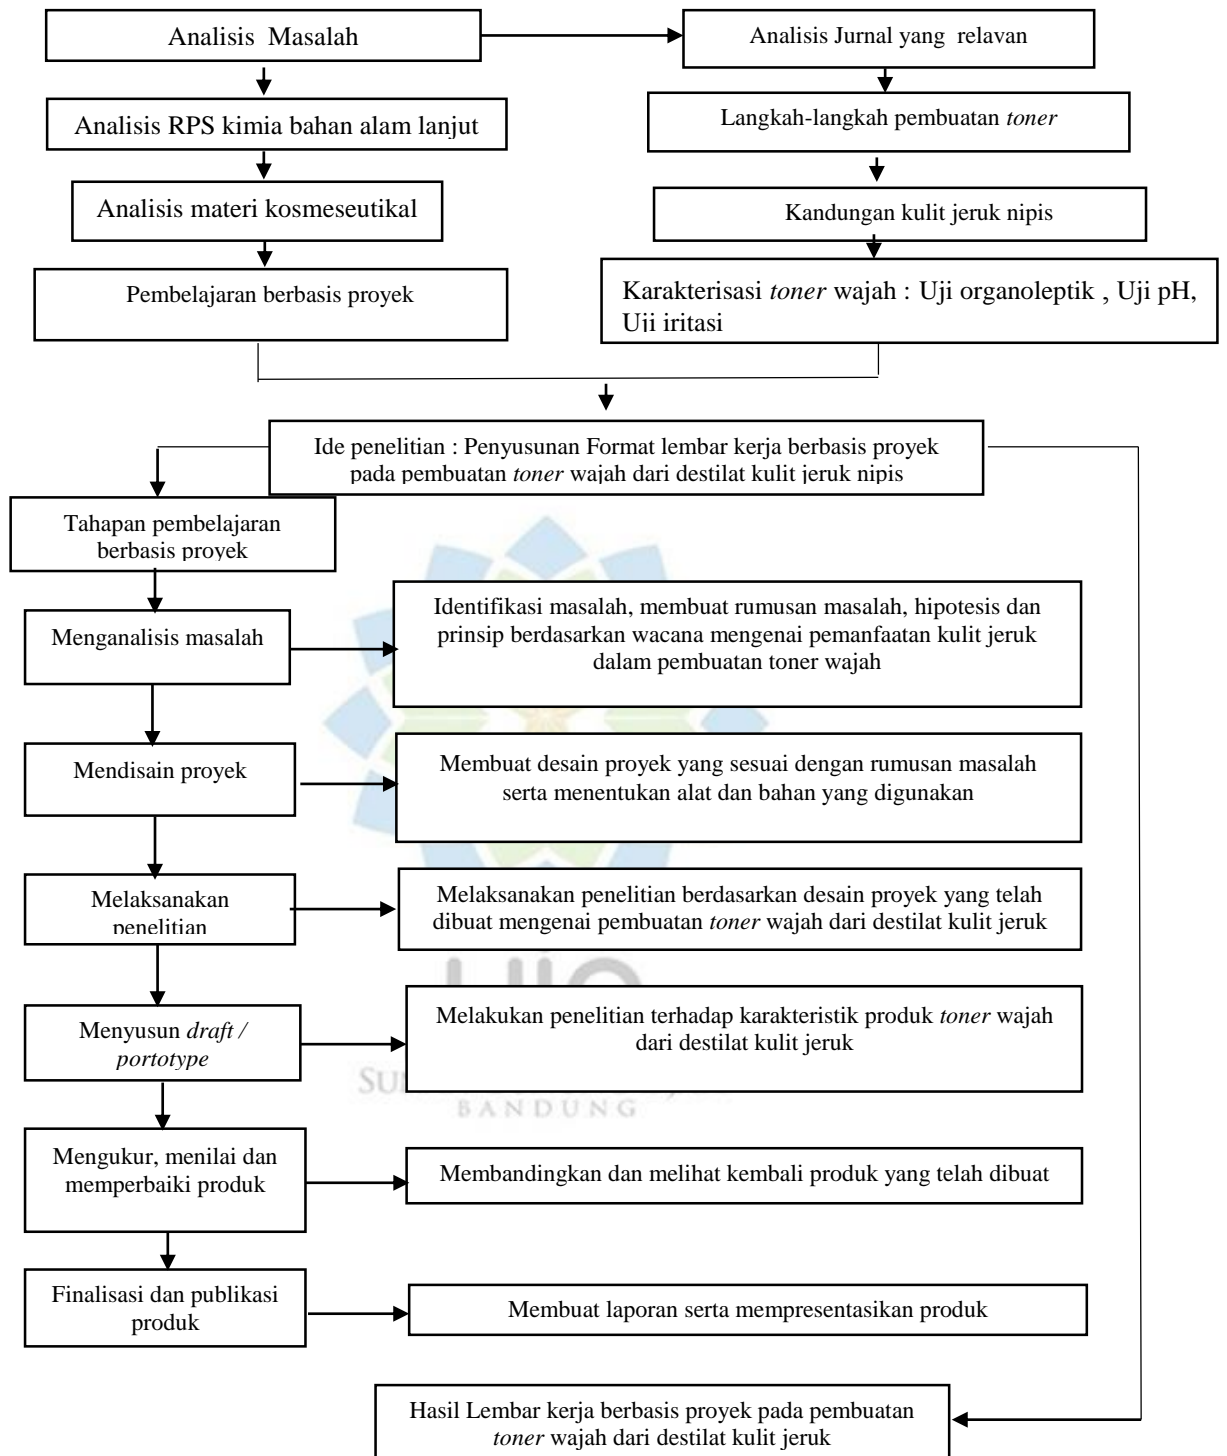 Analisis Masalah
Analisis Jurnal yang relavan
Analisis RPS kimia bahan alam lanjut
Langkah-langkah pembuatan toner
Analisis materi kosmeseutikal
Kandungan kulit jeruk nipis
Pembelajaran berbasis proyek
Karakterisasi toner wajah : Uji organoleptik , Uji pH,
Uji iritasi
Ide penelitian : Penyusunan Format lembar kerja berbasis proyek
pada pembuatan toner wajah dari destilat kulit jeruk nipis
Tahapan pembelajaran
berbasis proyek
Menganalisis masalah
Identifikasi masalah, membuat rumusan masalah, hipotesis dan
prinsip berdasarkan wacana mengenai pemanfaatan kulit jeruk
dalam pembuatan toner wajah
Mendisain proyek
Membuat desain proyek yang sesuai dengan rumusan masalah
serta menentukan alat dan bahan yang digunakan
Melaksanakan
penelitian
Melaksanakan penelitian berdasarkan desain proyek yang telah
dibuat mengenai pembuatan toner wajah dari destilat kulit jeruk
Menyusun draft /
portotype
Melakukan penelitian terhadap karakteristik produk toner wajah
dari destilat kulit jeruk
BANDUNG
Mengukur, menilai dan
memperbaiki produk
Membandingkan dan melihat kembali produk yang telah dibuat
Finalisasi dan publikasi
produk
Membuat laporan serta mempresentasikan produk
Hasil Lembar kerja berbasis proyek pada pembuatan
toner wajah dari destilat kulit jeruk